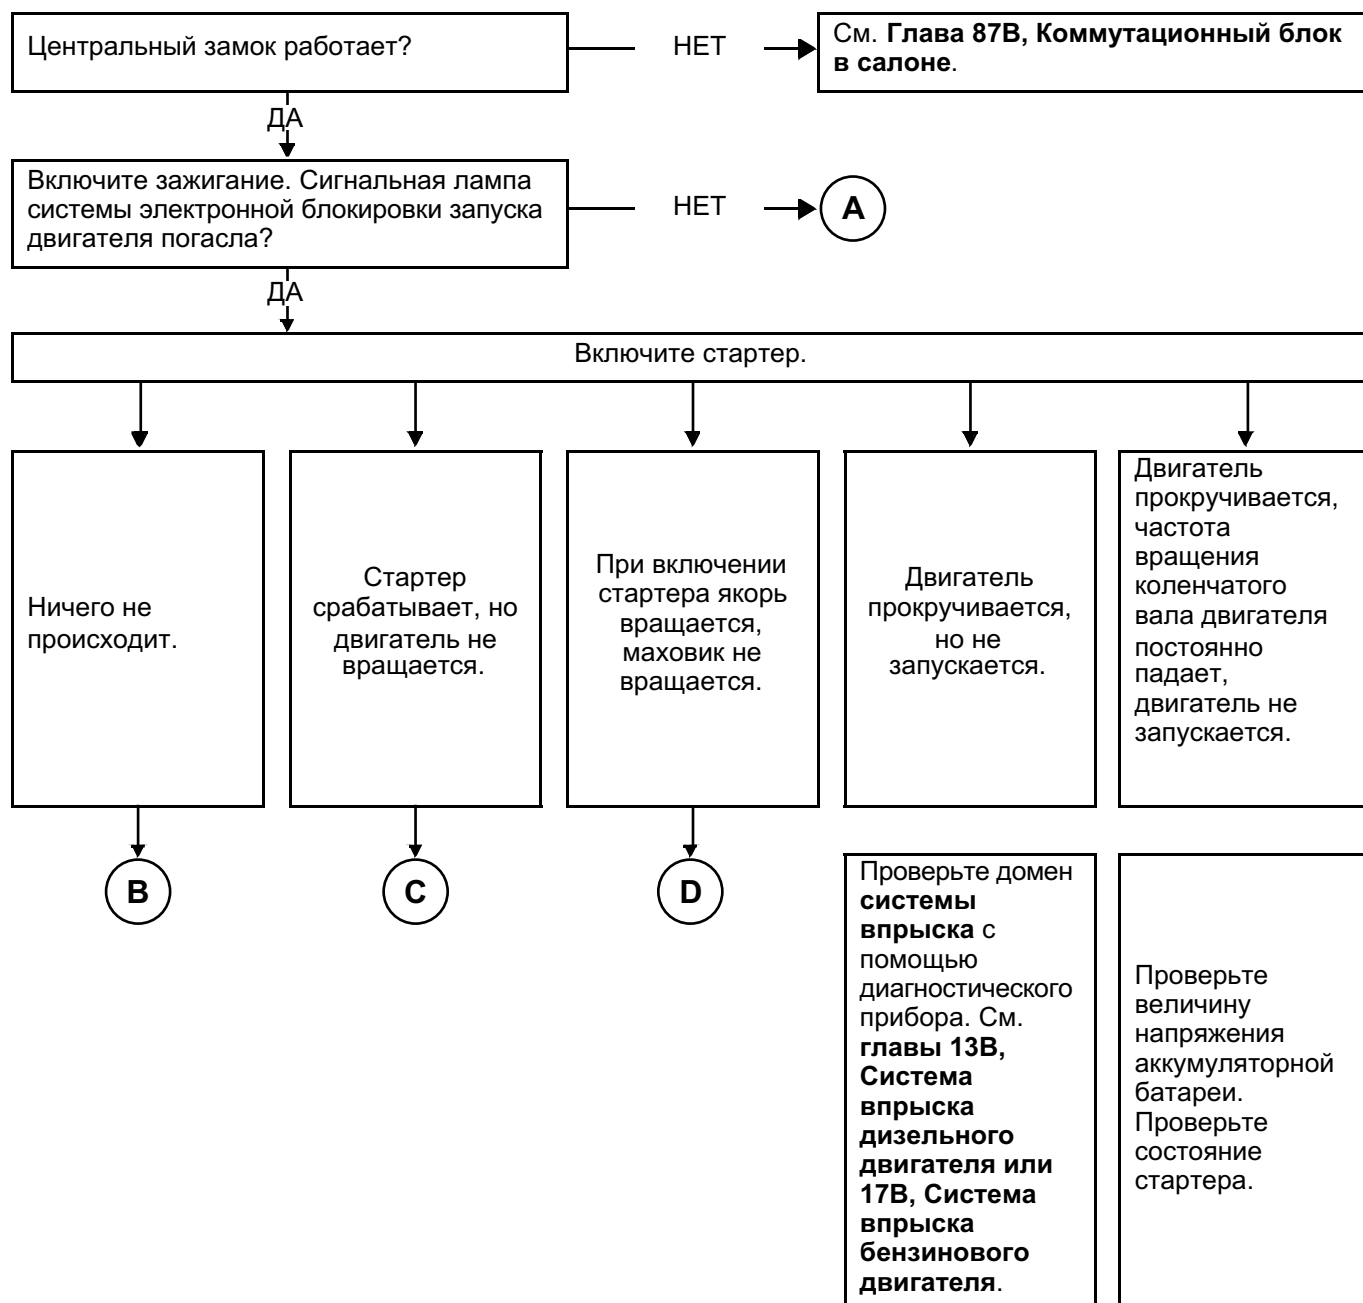 Центральный замок работает?
НЕТ
См. Глава 87B, Коммутационный блок
в салоне.
ДА
Включите зажигание. Сигнальная лампа
системы электронной блокировки запуска
двигателя погасла?
НЕТ
A
ДА
Включите стартер.
Ничего не
происходит.
Стартер
срабатывает, но
двигатель не
вращается.
При включении
стартера якорь
вращается,
маховик не
вращается.
Двигатель
прокручивается,
но не
запускается.
Двигатель
прокручивается,
частота
вращения
коленчатого
вала двигателя
постоянно
падает,
двигатель не
запускается.
B
C
D
Проверьте домен
системы
впрыска с
помощью
диагностического
прибора. См.
главы 13B,
Система
впрыска
дизельного
двигателя или
17B, Система
впрыска
бензинового
двигателя.
Проверьте
величину
напряжения
аккумуляторной
батареи.
Проверьте
состояние
стартера.